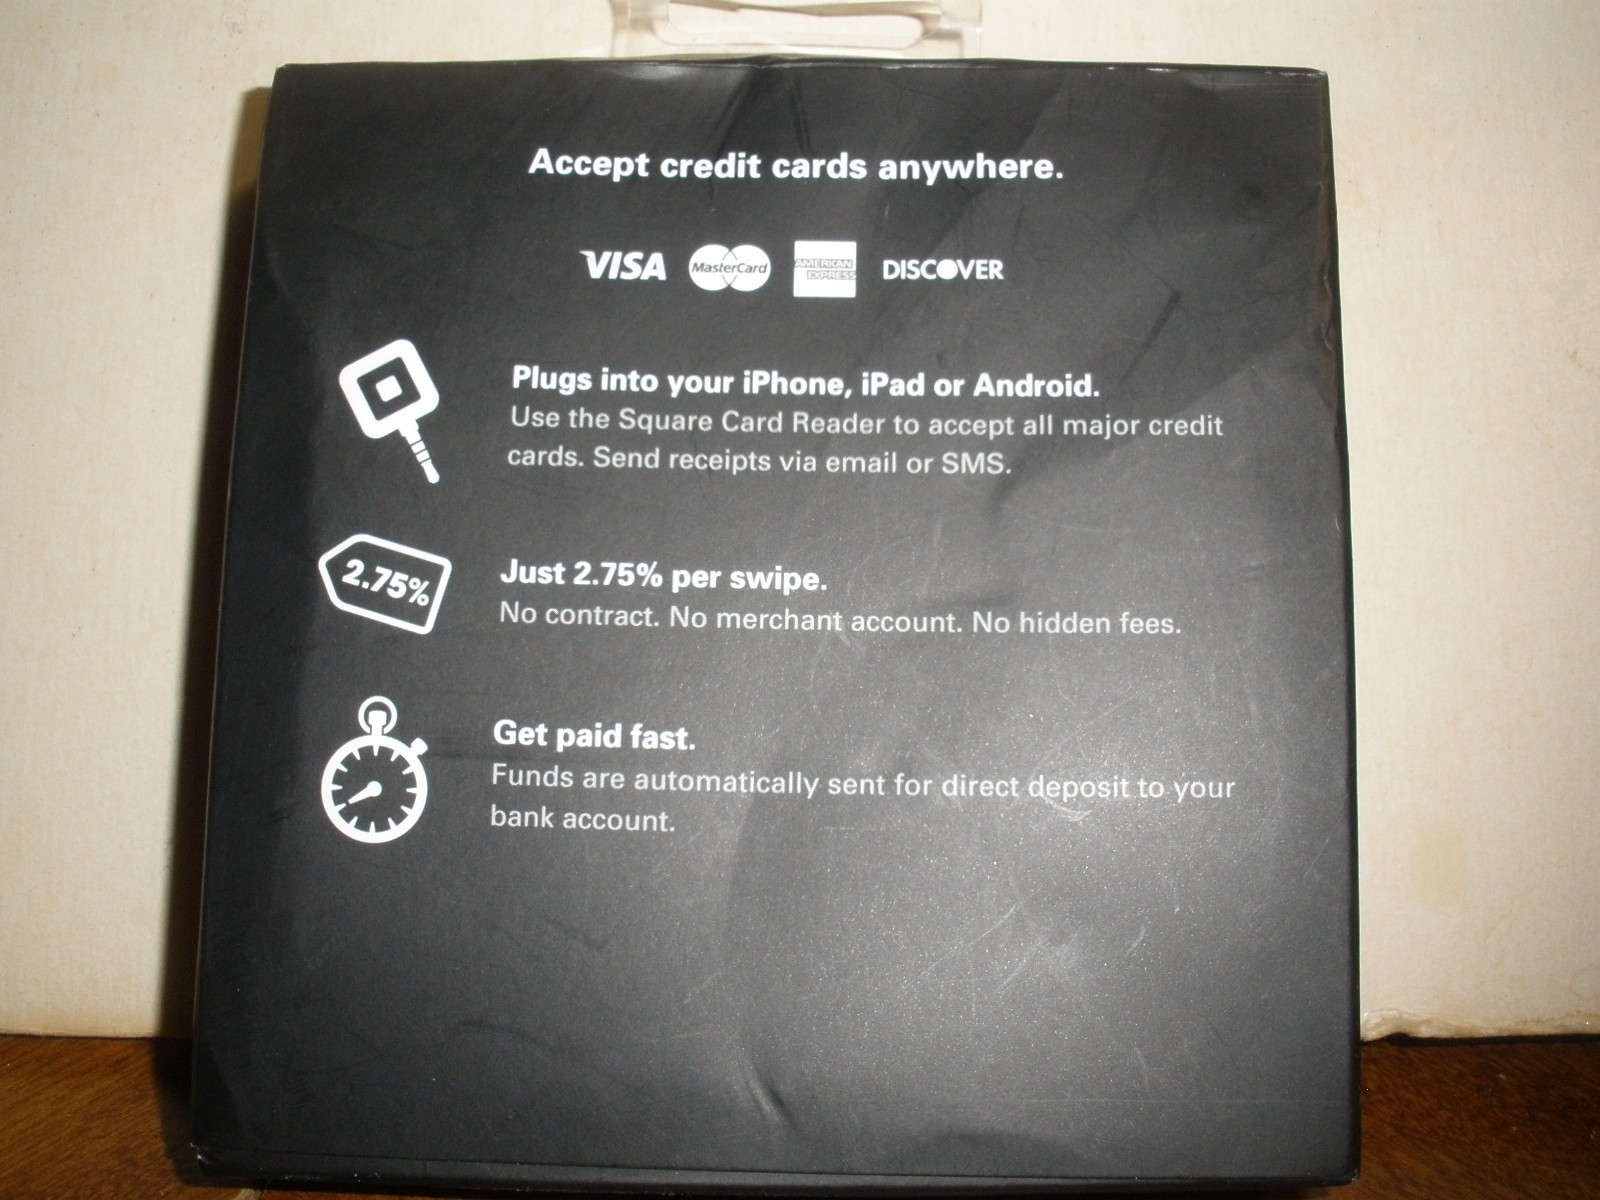 Accept credit cards anywhere.
VISA MasterCard AMERICAN EXPRESS DISCOVER
Plugs into your iPhone, iPad or Android.
Use the Square Card Reader to accept all major credit
cards. Send receipts via email or SMS.
2.75%
Just 2.75% per swipe.
No contract. No merchant account. No hidden fees.
Get paid fast.
Funds are automatically sent for direct deposit to your
bank account.